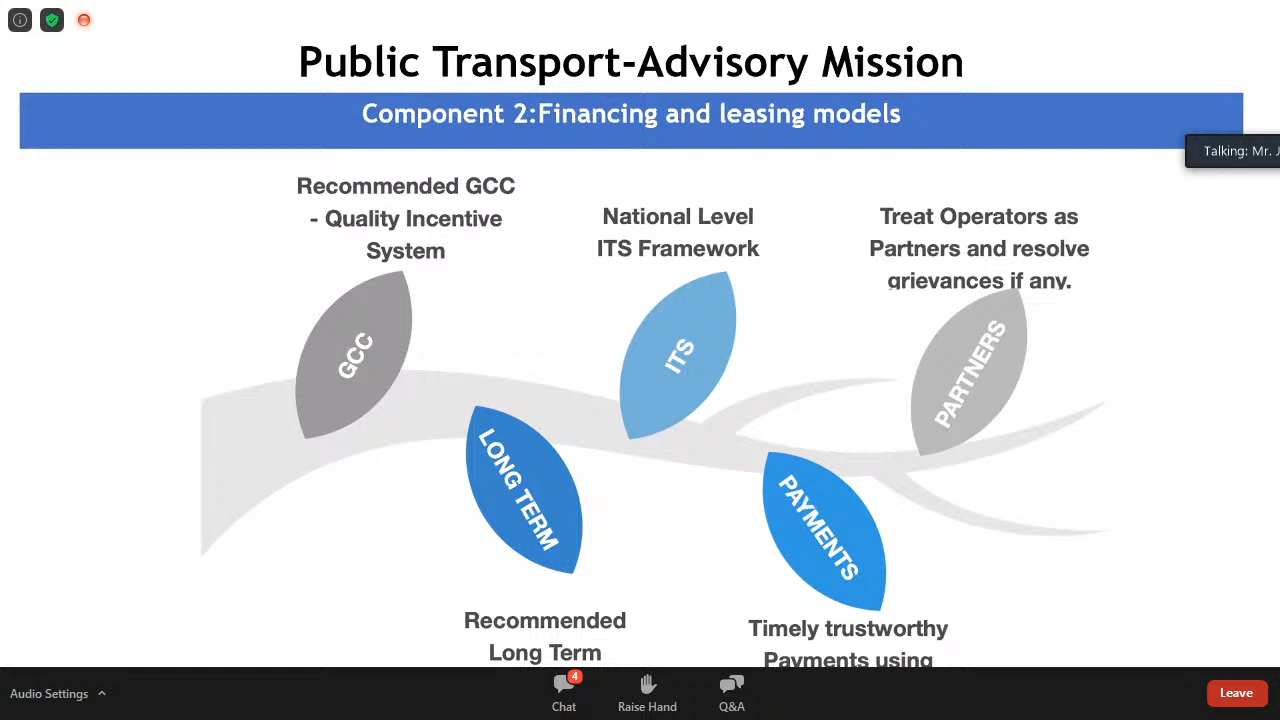 Public Transport-Advisory Mission
Component 2:Financing and leasing models
Talking: Mr. J
Recommended GCC
- Quality Incentive
System
National Level
ITS Framework
Treat Operators as
Partners and resolve
grievances if any.
GCC
ITS
PARTNERS
LONG TERM
PAYMENTS
Recommended
Long Term
Timely trustworthy
Payments using
Audio Settings
Chat
4
Raise Hand
Q&A
Leave